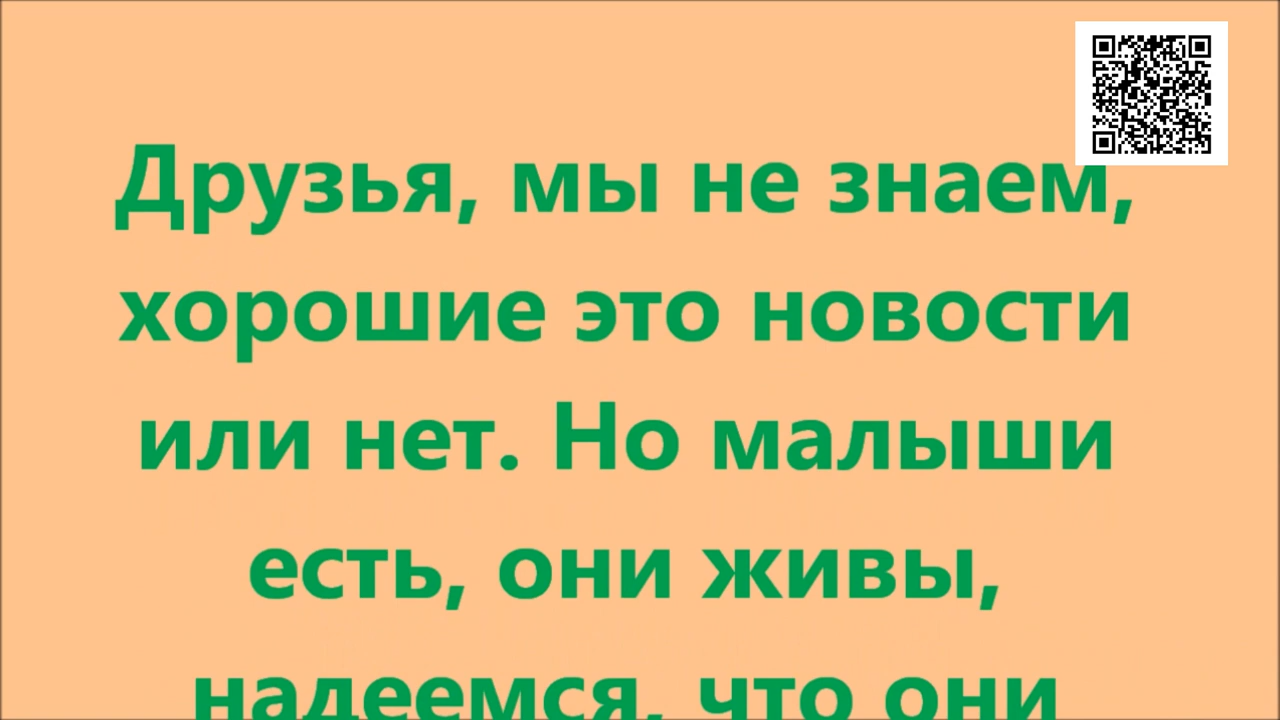 Друзья, мы не знаем,
хорошие это новости
или нет. Но малыши
есть, они живы,
надеемся, что они